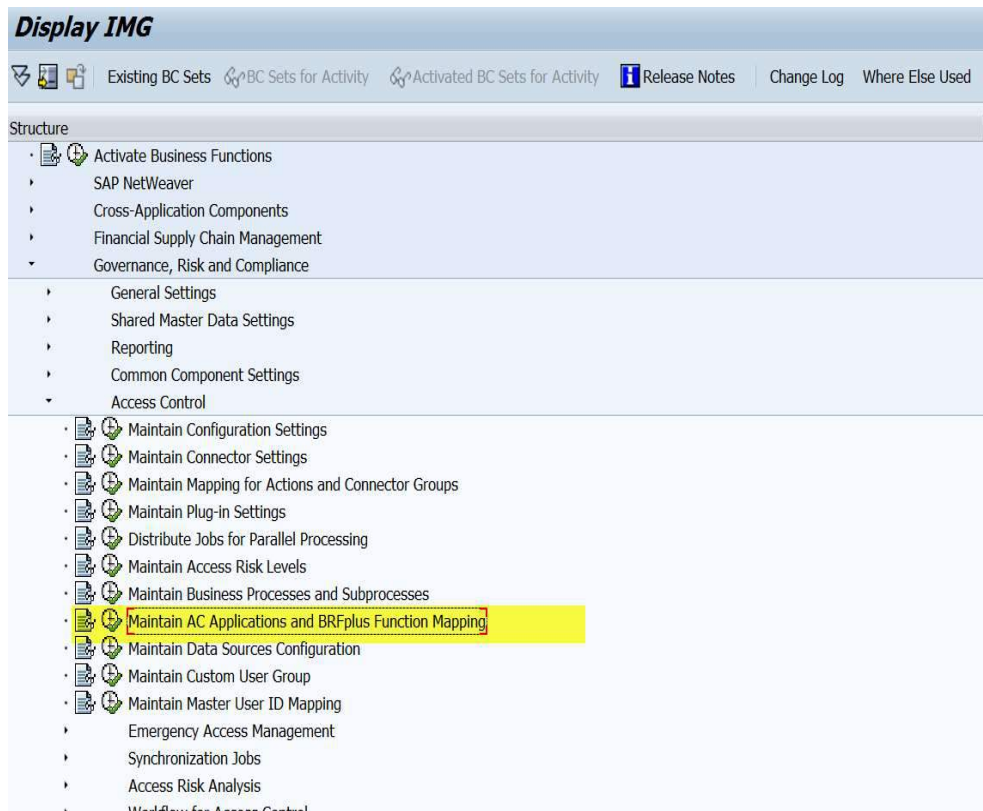 Display IMG
Existing BC Sets BC Sets for Activity Activated BC Sets for Activity Release Notes Change Log Where Else Used
Structure
Activate Business Functions
SAP NetWeaver
Cross-Application Components
Financial Supply Chain Management
Governance, Risk and Compliance
General Settings
Shared Master Data Settings
Reporting
Common Component Settings
Access Control
Maintain Configuration Settings
Maintain Connector Settings
Maintain Mapping for Actions and Connector Groups
Maintain Plug-in Settings
Distribute Jobs for Parallel Processing
Maintain Access Risk Levels
Maintain Business Processes and Subprocesses
Maintain AC Applications and BRFplus Function Mapping
Maintain Data Sources Configuration
Maintain Custom User Group
Maintain Master User ID Mapping
Emergency Access Management
Synchronization Jobs
Access Risk Analysis
Workflow for Access Control